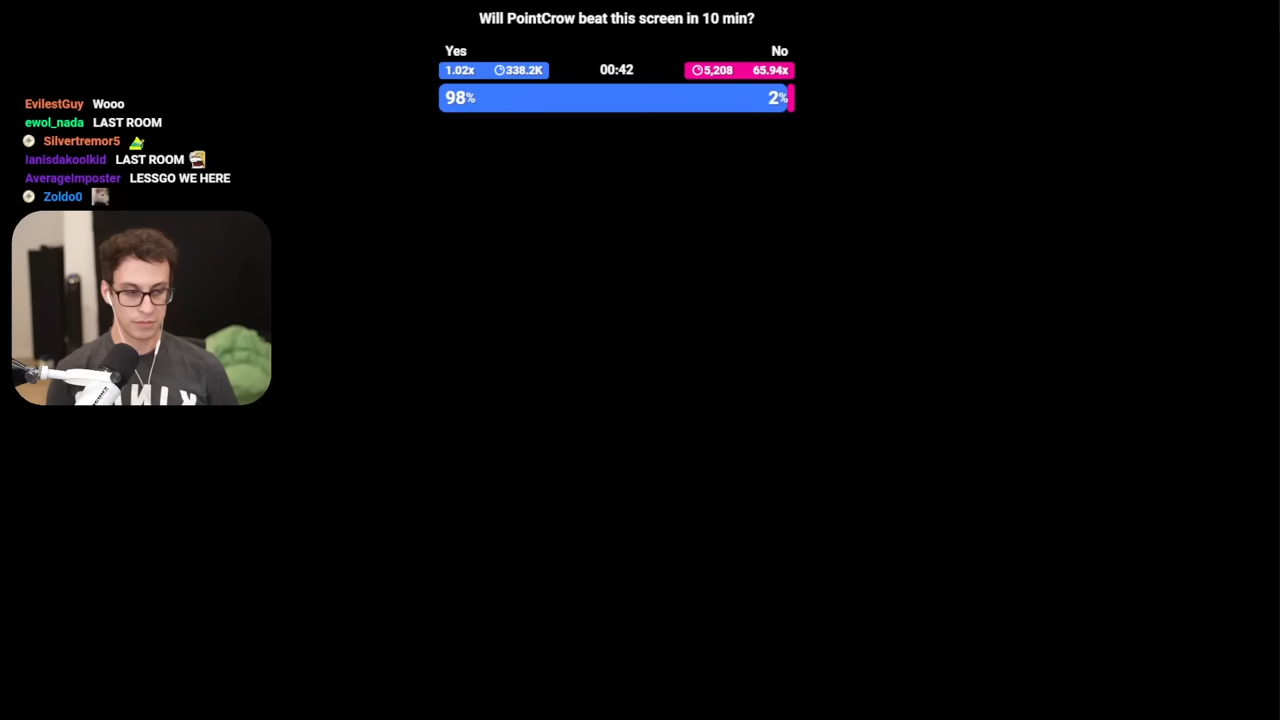 Will PointCrow beat this screen in 10 min?
Yes
No
1.02x 338.2K
00:42
5,208 65.94x
98%
2%
EvilestGuy Wooo
ewol_nada LAST ROOM
Silvertremor5
Ianisdakoolkid LAST ROOM
AverageImposter LESSGO WE HERE
Zoldo0